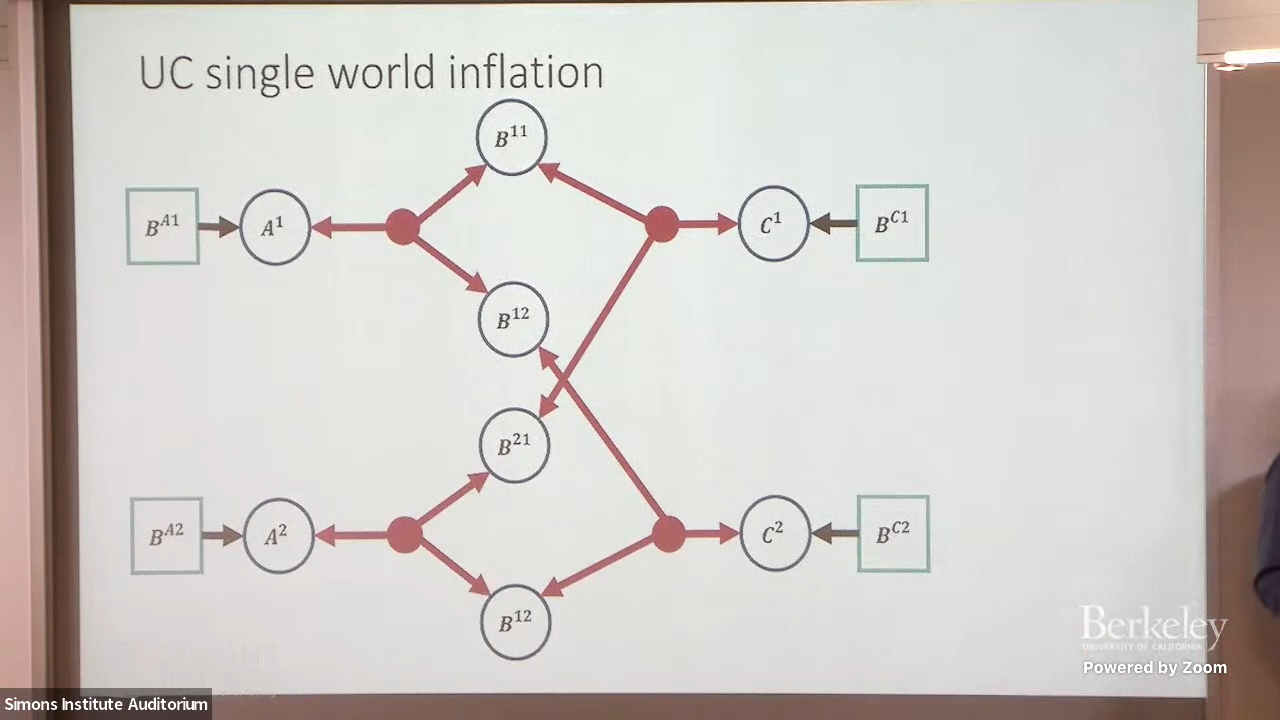 UC single world inflation
B^{11}
B^{A1}
A^1
C^1
B^{C1}
B^{12}
B^{21}
B^{A2}
A^2
C^2
B^{C2}
B^{12}
Berkeley
UNIVERSITY OF CALIFORNIA
Powered by Zoom
Simons Institute Auditorium